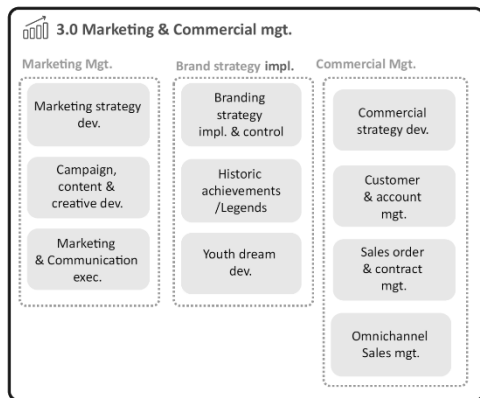 3.0 Marketing & Commercial mgt.
Marketing Mgt.
Marketing strategy
dev.
Campaign,
content &
creative dev.
Marketing
& Communication
exec.
Brand strategy impl.
Branding
strategy
impl. & control
Historic
achievements
/Legends
Youth dream
dev.
Commercial Mgt.
Commercial
strategy dev.
Customer
& account
mgt.
Sales order
& contract
mgt.
Omnichannel
Sales mgt.